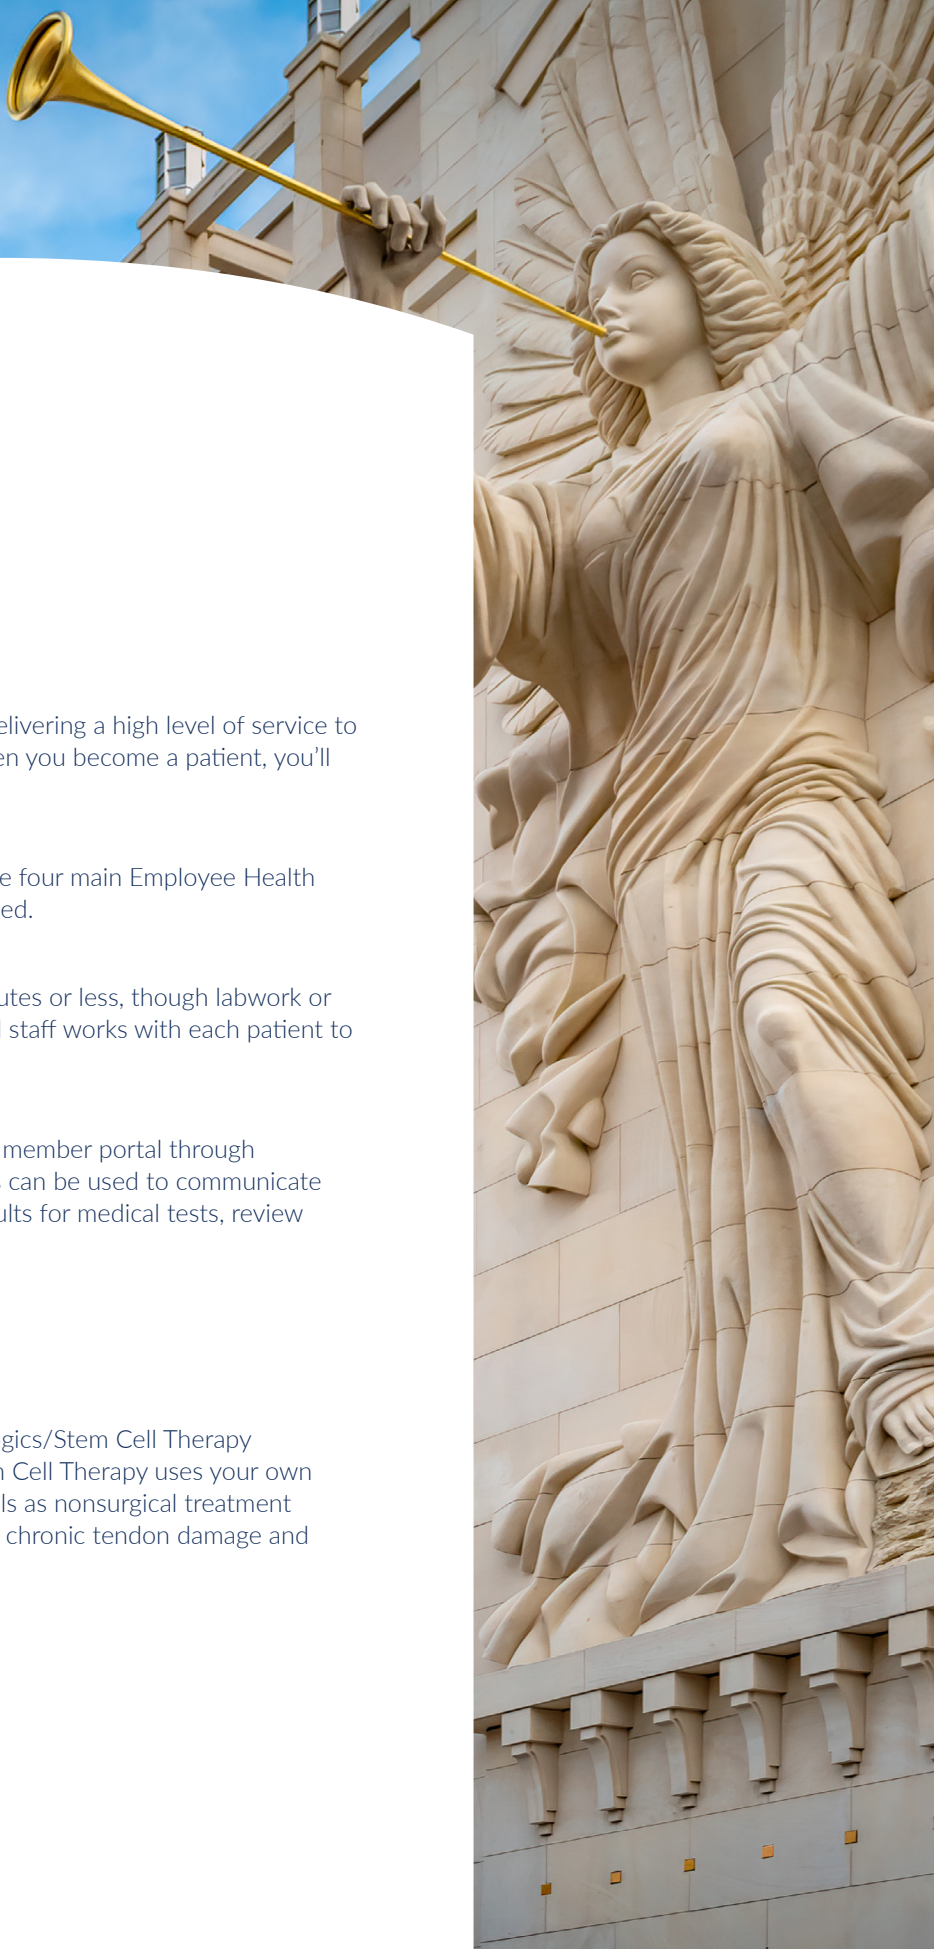 elivering a high level of service to
en you become a patient, you’ll
e four main Employee Health
ed.
utes or less, though labwork or
l staff works with each patient to
member portal through
s can be used to communicate
ults for medical tests, review
gics/Stem Cell Therapy
n Cell Therapy uses your own
ls as nonsurgical treatment
chronic tendon damage and